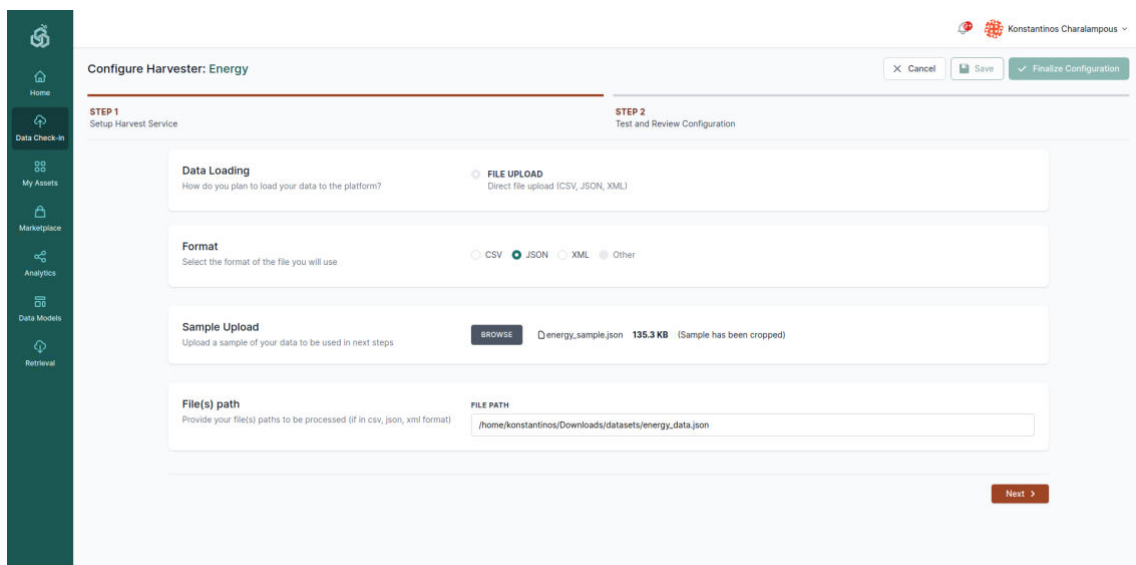 Konstantinos Charalampous
Configure Harvester: Energy
Cancel
Save
Finalize Configuration
Home
Data Check-in
My Assets
Marketplace
Analytics
Data Models
Retrieval
STEP 1
Setup Harvest Service
STEP 2
Test and Review Configuration
Data Loading
How do you plan to load your data to the platform?
FILE UPLOAD
Direct file upload (CSV, JSON, XML)
Format
Select the format of the file you will use
CSV JSON XML Other
Sample Upload
Upload a sample of your data to be used in next steps
BROWSE energy_sample.json 135.3 KB (Sample has been cropped)
File(s) path
Provide your file(s) paths to be processed (if in csv, json, xml format)
FILE PATH
/home/konstantinos/Downloads/datasets/energy_data.json
Next